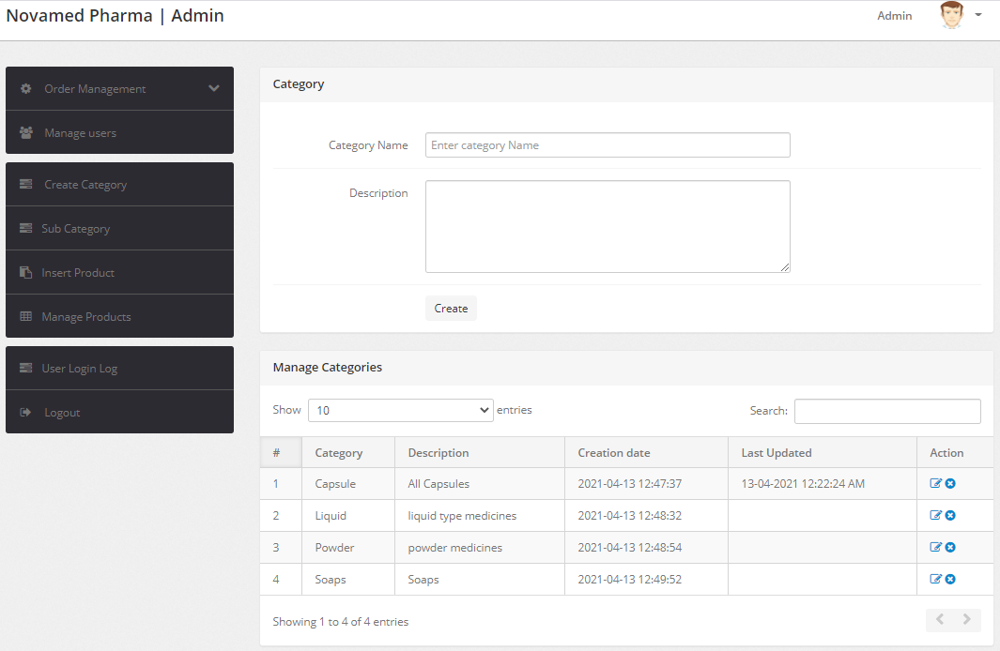 Novamed Pharma | Admin
Admin
Order Management
Manage users
Create Category
Sub Category
Insert Product
Manage Products
User Login Log
Logout
Category
Category Name
Enter category Name
Description
Create
Manage Categories
Show 10 entries
Search:
# Category Description Creation date Last Updated Action
1 Capsule All Capsules 2021-04-13 12:47:37 13-04-2021 12:22:24 AM
2 Liquid liquid type medicines 2021-04-13 12:48:32
3 Powder powder medicines 2021-04-13 12:48:54
4 Soaps Soaps 2021-04-13 12:49:52
Showing 1 to 4 of 4 entries